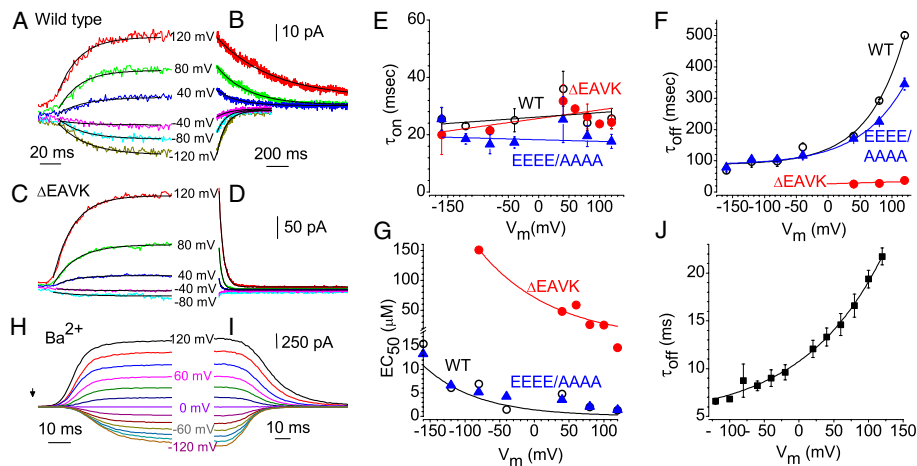 A Wild type
120 mV
80 mV
40 mV
-40 mV
-80 mV
-120 mV
20 ms
B
10 pA
200 ms
C ΔEAVK
120 mV
80 mV
40 mV
-40 mV
-80 mV
D
50 pA
H Ba2+
120 mV
60 mV
0 mV
-60 mV
-120 mV
10 ms
I
250 pA
10 ms
E
τon (msec)
60
40
20
0
WT
ΔEAVK
EEEE/AAAA
-150 -100 -50 0 50 100
Vm(mV)
F
τoff (msec)
500
400
300
200
100
0
WT
EEEE/
AAAA
ΔEAVK
-150 -100 -50 0 50 100
Vm (mV)
G
EC50 (μM)
150
100
50
15
10
5
0
ΔEAVK
WT
EEEE/AAAA
-150 -100 -50 0 50 100
Vm (mV)
J
τoff (ms)
20
15
10
- 100 -50 0 50 100 150
Vm (mV)